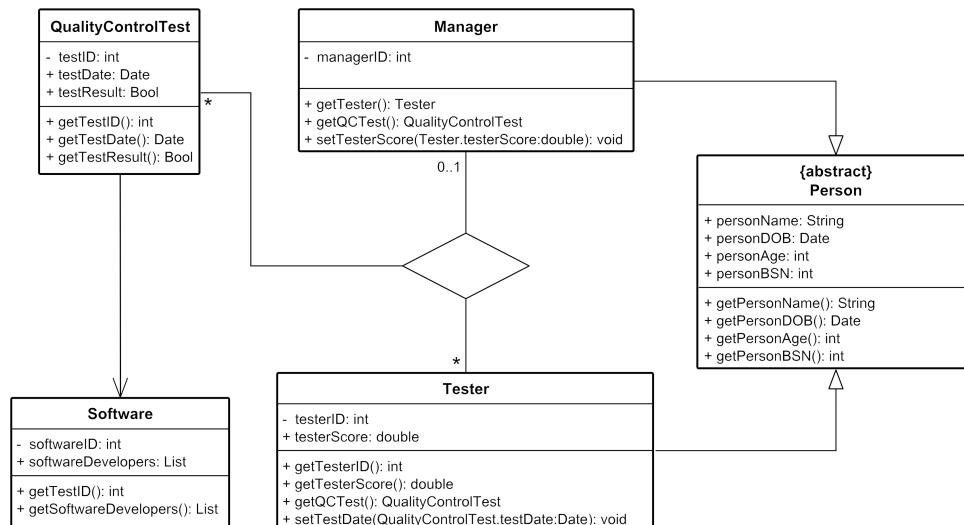 QualityControlTest
- testID: int
+ testDate: Date
+ testResult: Bool
+ getTestID(): int
+ getTestDate(): Date
+ getTestResult(): Bool
*
Manager
- managerID: int
+ getTester(): Tester
+ getQCTest(): QualityControlTest
+ setTesterScore(Tester.testerScore:double): void
0..1
{abstract}
Person
+ personName: String
+ personDOB: Date
+ personAge: int
+ personBSN: int
+ getPersonName(): String
+ getPersonDOB(): Date
+ getPersonAge(): int
+ getPersonBSN(): int
*
Tester
- testerID: int
+ testerScore: double
+ getTesterID(): int
+ getTesterScore(): double
+ getQCTest(): QualityControlTest
+ setTestDate(QualityControlTest.testDate:Date): void
Software
- softwareID: int
+ softwareDevelopers: List
+ getTestID(): int
+ getSoftwareDevelopers(): List